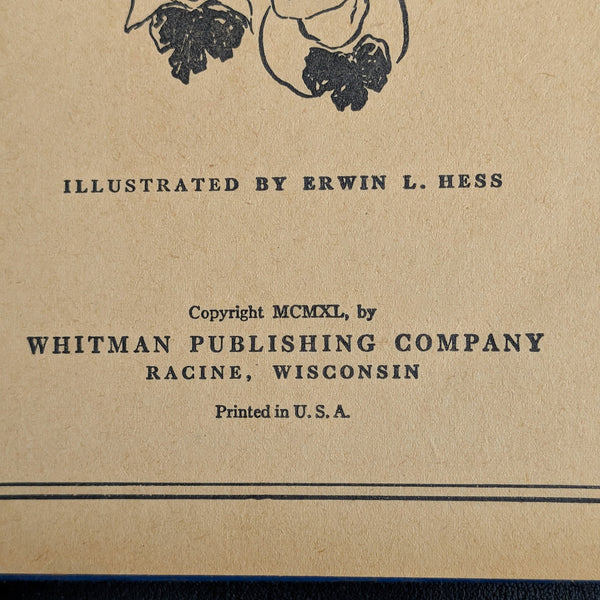 ILLUSTRATED BY ERWIN L. HESS
Copyright MCMXL, by
WHITMAN PUBLISHING COMPANY
RACINE, WISCONSIN
Printed in U. S. A.